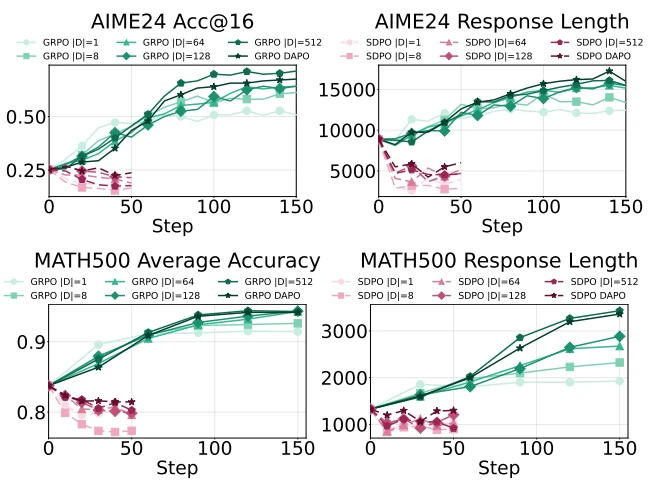 AIME24 Acc@16
GRPO |D|=1 GRPO |D|=64 GRPO |D|=512
GRPO |D|=8 GRPO |D|=128 GRPO DAPO
0.50
0.25
0 50 100 150
Step
AIME24 Response Length
SDPO |D|=1 SDPO |D|=64 SDPO |D|=512
SDPO |D|=8 SDPO |D|=128 SDPO DAPO
15000
10000
5000
0 50 100 150
Step
MATH500 Average Accuracy
GRPO |D|=1 GRPO |D|=64 GRPO |D|=512
GRPO |D|=8 GRPO |D|=128 GRPO DAPO
0.9
0.8
0 50 100 150
Step
MATH500 Response Length
SDPO |D|=1 SDPO |D|=64 SDPO |D|=512
SDPO |D|=8 SDPO |D|=128 SDPO DAPO
3000
2000
1000
0 50 100 150
Step